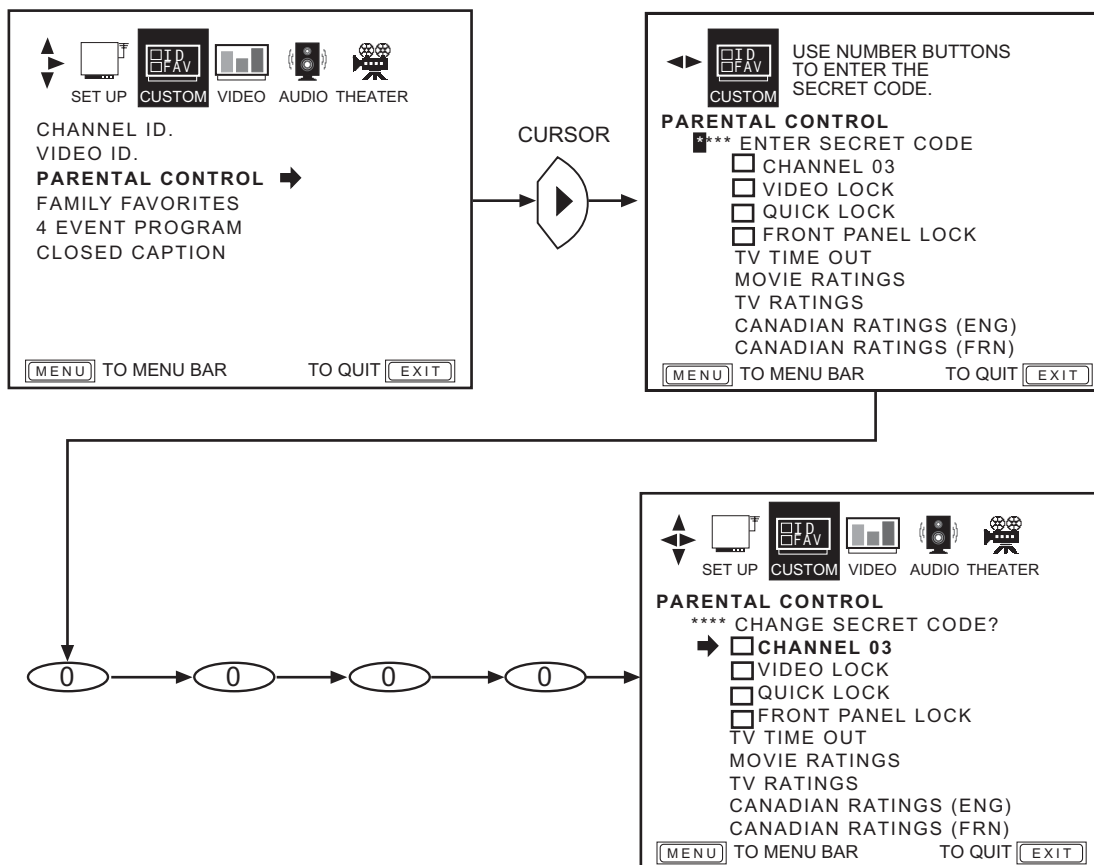 SET UP CUSTOM VIDEO AUDIO THEATER
ID
FAV
CHANNEL ID.
VIDEO ID.
PARENTAL CONTROL
FAMILY FAVORITES
4 EVENT PROGRAM
CLOSED CAPTION
MENU TO MENU BAR TO QUIT EXIT
CURSOR
ID
FAV
CUSTOM
USE NUMBER BUTTONS
TO ENTER THE
SECRET CODE.
PARENTAL CONTROL
**** ENTER SECRET CODE
CHANNEL 03
VIDEO LOCK
QUICK LOCK
FRONT PANEL LOCK
TV TIME OUT
MOVIE RATINGS
TV RATINGS
CANADIAN RATINGS (ENG)
CANADIAN RATINGS (FRN)
MENU TO MENU BAR TO QUIT EXIT
0 0 0 0
ID
FAV
SET UP CUSTOM VIDEO AUDIO THEATER
PARENTAL CONTROL
**** CHANGE SECRET CODE?
CHANNEL 03
VIDEO LOCK
QUICK LOCK
FRONT PANEL LOCK
TV TIME OUT
MOVIE RATINGS
TV RATINGS
CANADIAN RATINGS (ENG)
CANADIAN RATINGS (FRN)
MENU TO MENU BAR TO QUIT EXIT